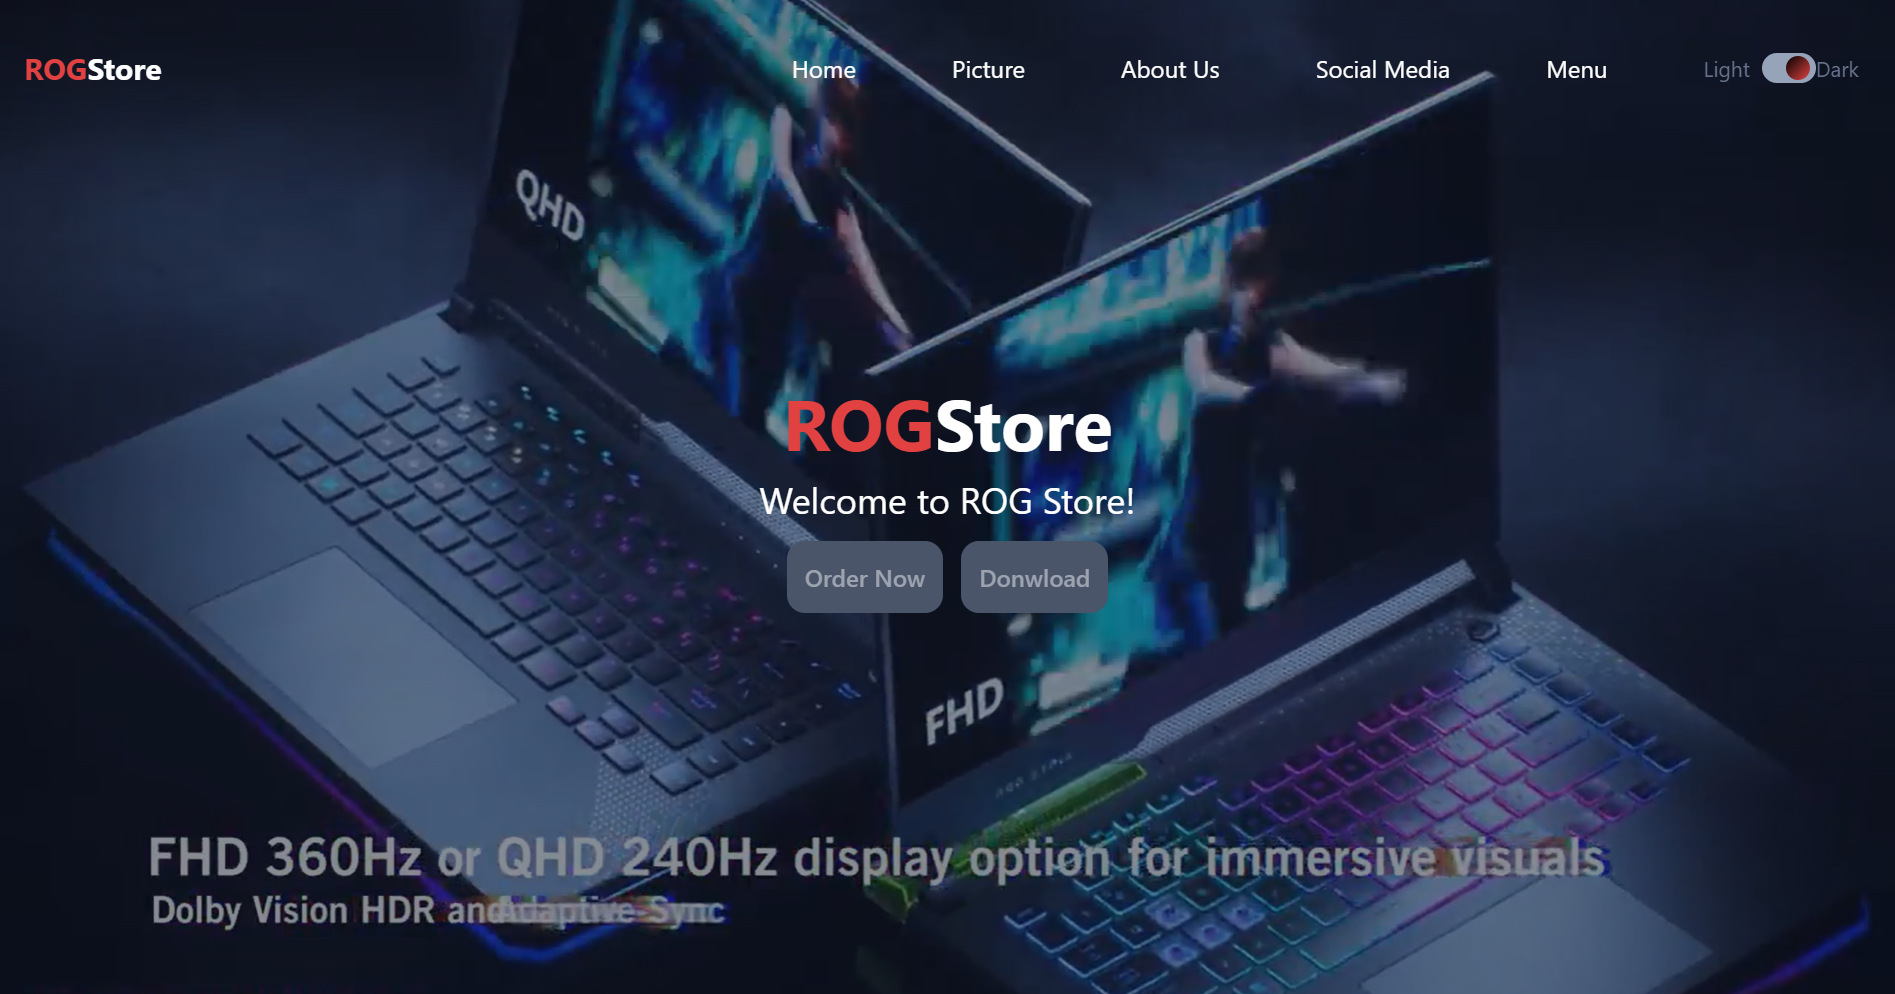 ROGStore
Home Picture About Us Social Media Menu Light Dark
QHD
ROGStore
Welcome to ROG Store!
Order Now Donwload
FHD
FHD 360Hz or QHD 240Hz display option for immersive visuals
Dolby Vision HDR and Adaptive-Sync